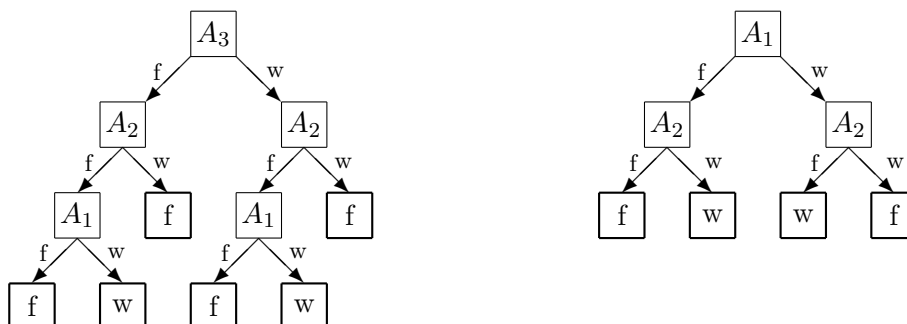 A₃ A₁
f w f w
A₂ A₂ A₂ A₂
f w f w f w f w
A₁ f A₁ f f w w f
f w f w
f w f w